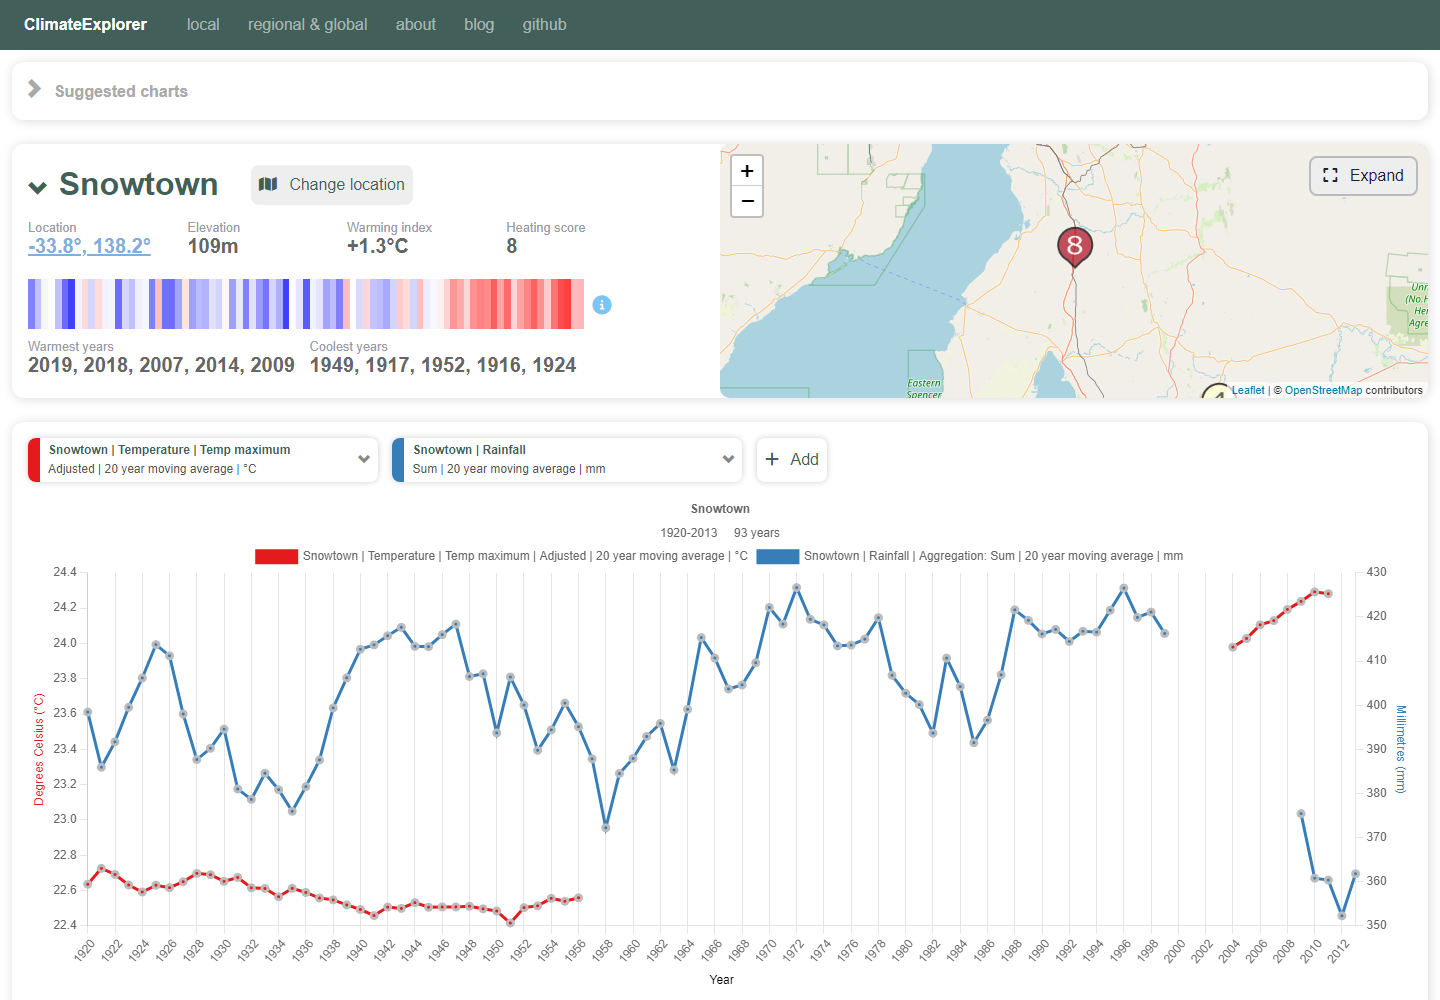 ClimateExplorer local regional & global about blog github
Suggested charts
Snowtown Change location
Location Elevation Warming index Heating score
-33.8°, 138.2° 109m +1.3°C 8
Warmest years Coolest years
2019, 2018, 2007, 2014, 2009 1949, 1917, 1952, 1916, 1924
+
−
Expand
8
Eastern
Spencer
Leaflet | © OpenStreetMap contributors
Snowtown | Temperature | Temp maximum
Adjusted | 20 year moving average | °C
Snowtown | Rainfall
Sum | 20 year moving average | mm
+ Add
Snowtown
1920-2013 93 years
Snowtown | Temperature | Temp maximum | Adjusted | 20 year moving average | °C
Snowtown | Rainfall | Aggregation: Sum | 20 year moving average | mm
Degrees Celsius (°C)
24.4
24.2
24.0
23.8
23.6
23.4
23.2
23.0
22.8
22.6
22.4
430
420
410
400
390
380
370
360
350
Millimetres (mm)
1920 1922 1924 1926 1928 1930 1932 1934 1936 1938 1940 1942 1944 1946 1948 1950 1952 1954 1956 1958 1960 1962 1964 1966 1968 1970 1972 1974 1976 1978 1980 1982 1984 1986 1988 1990 1992 1994 1996 1998 2000 2002 2004 2006 2008 2010 2012
Year